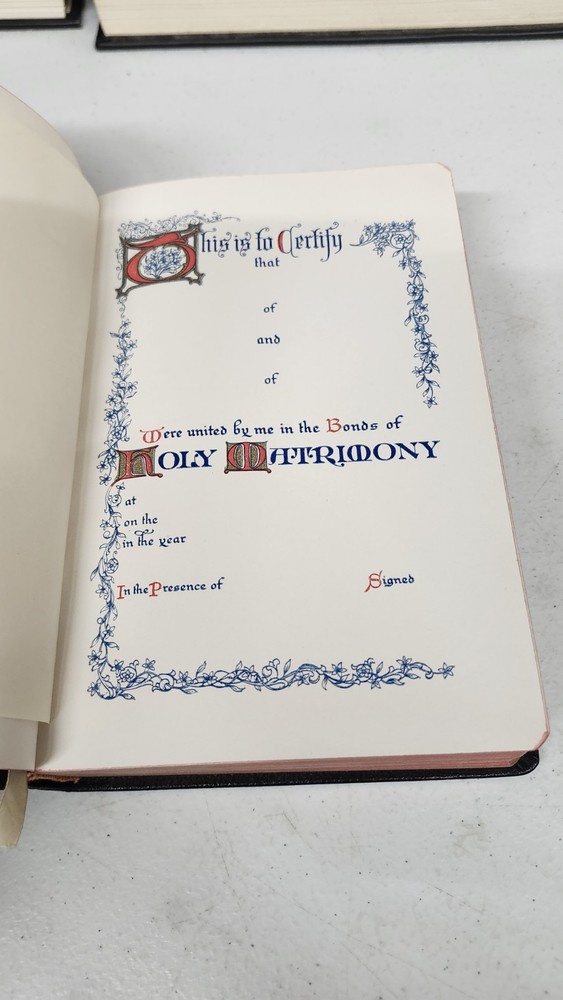 This is to Certify
that
of
and
of
Were united by me in the Bonds of
HOLY MATRIMONY
at
on the
in the year
In the Presence of Signed